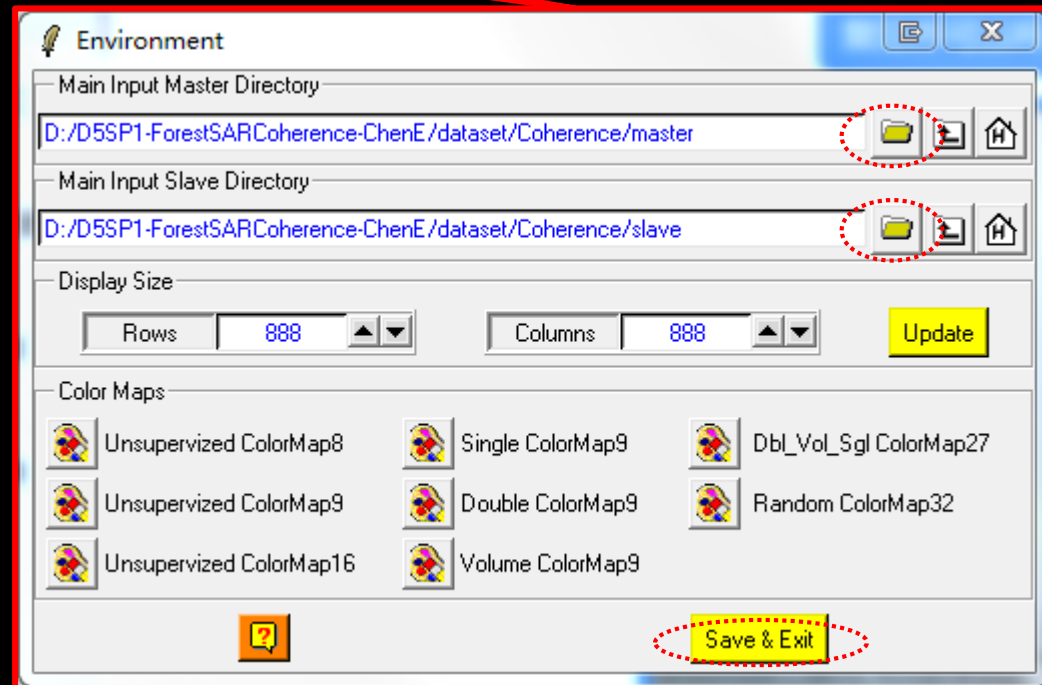 Environment
Main Input Master Directory
D:/D5SP1-ForestSARCoherence-ChenE/dataset/Coherence/master
Main Input Slave Directory
D:/D5SP1-ForestSARCoherence-ChenE/dataset/Coherence/slave
Display Size
Rows 888 Columns 888 Update
Color Maps
Unsupervized ColorMap8 Single ColorMap9 Dbl_Vol_Sgl ColorMap27
Unsupervized ColorMap9 Double ColorMap9 Random ColorMap32
Unsupervized ColorMap16 Volume ColorMap9
? Save & Exit